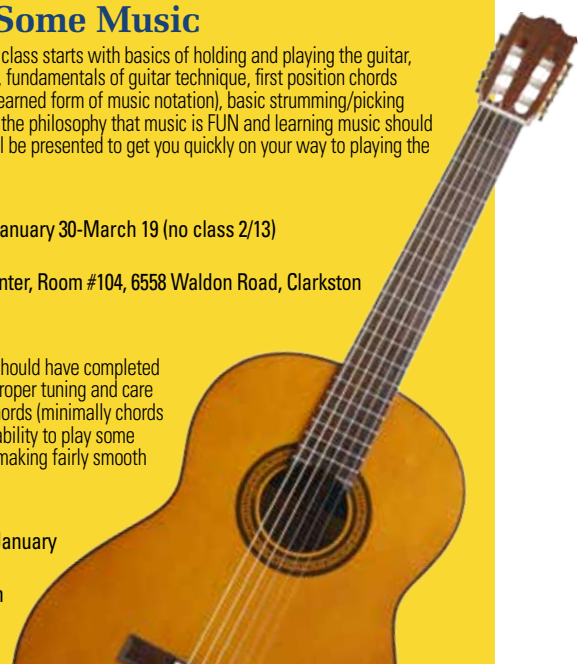 Some Music
class starts with basics of holding and playing the guitar,
, fundamentals of guitar technique, first position chords
earned form of music notation), basic strumming/picking
the philosophy that music is FUN and learning music should
l be presented to get you quickly on your way to playing the
anuary 30-March 19 (no class 2/13)
nter, Room #104, 6558 Waldon Road, Clarkston
hould have completed
roper tuning and care
hords (minimally chords
ability to play some
making fairly smooth
January
n